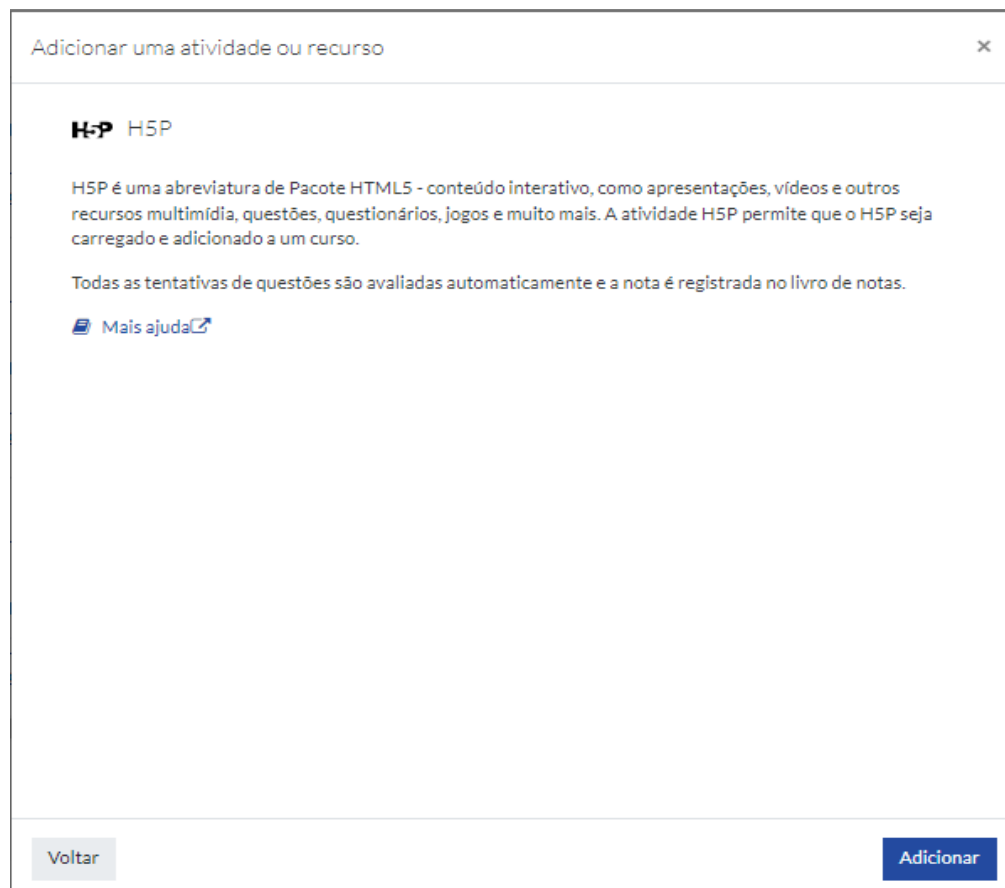 Adicionar uma atividade ou recurso ×
H5P H5P
H5P é uma abreviatura de Pacote HTML5 - conteúdo interativo, como apresentações, vídeos e outros
recursos multimídia, questões, questionários, jogos e muito mais. A atividade H5P permite que o H5P seja
carregado e adicionado a um curso.
Todas as tentativas de questões são avaliadas automaticamente e a nota é registrada no livro de notas.
Mais ajuda
Voltar
Adicionar